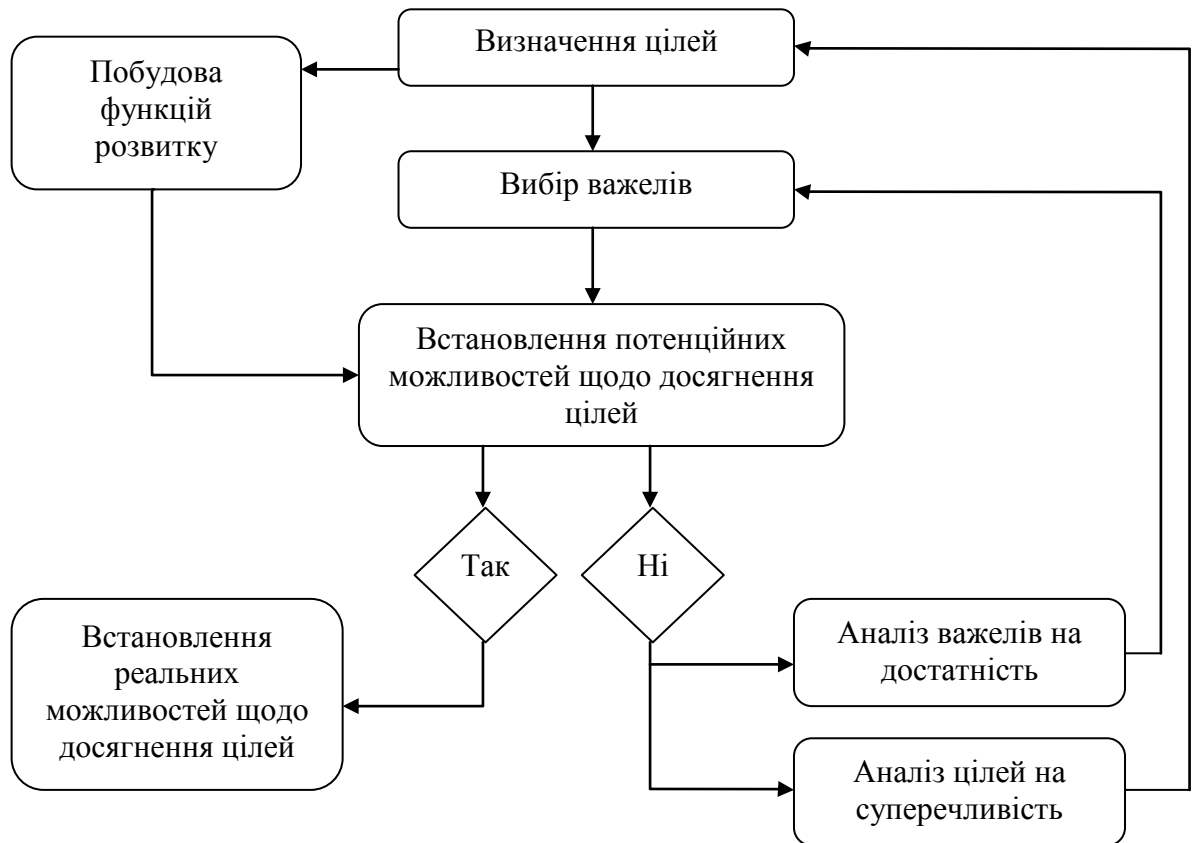 Визначення цілей
Побудова
функцій
розвитку
Вибір важелів
Встановлення потенційних
можливостей щодо досягнення
цілей
Так
Ні
Встановлення
реальних
можливостей щодо
досягнення цілей
Аналіз важелів на
достатність
Аналіз цілей на
суперечливість